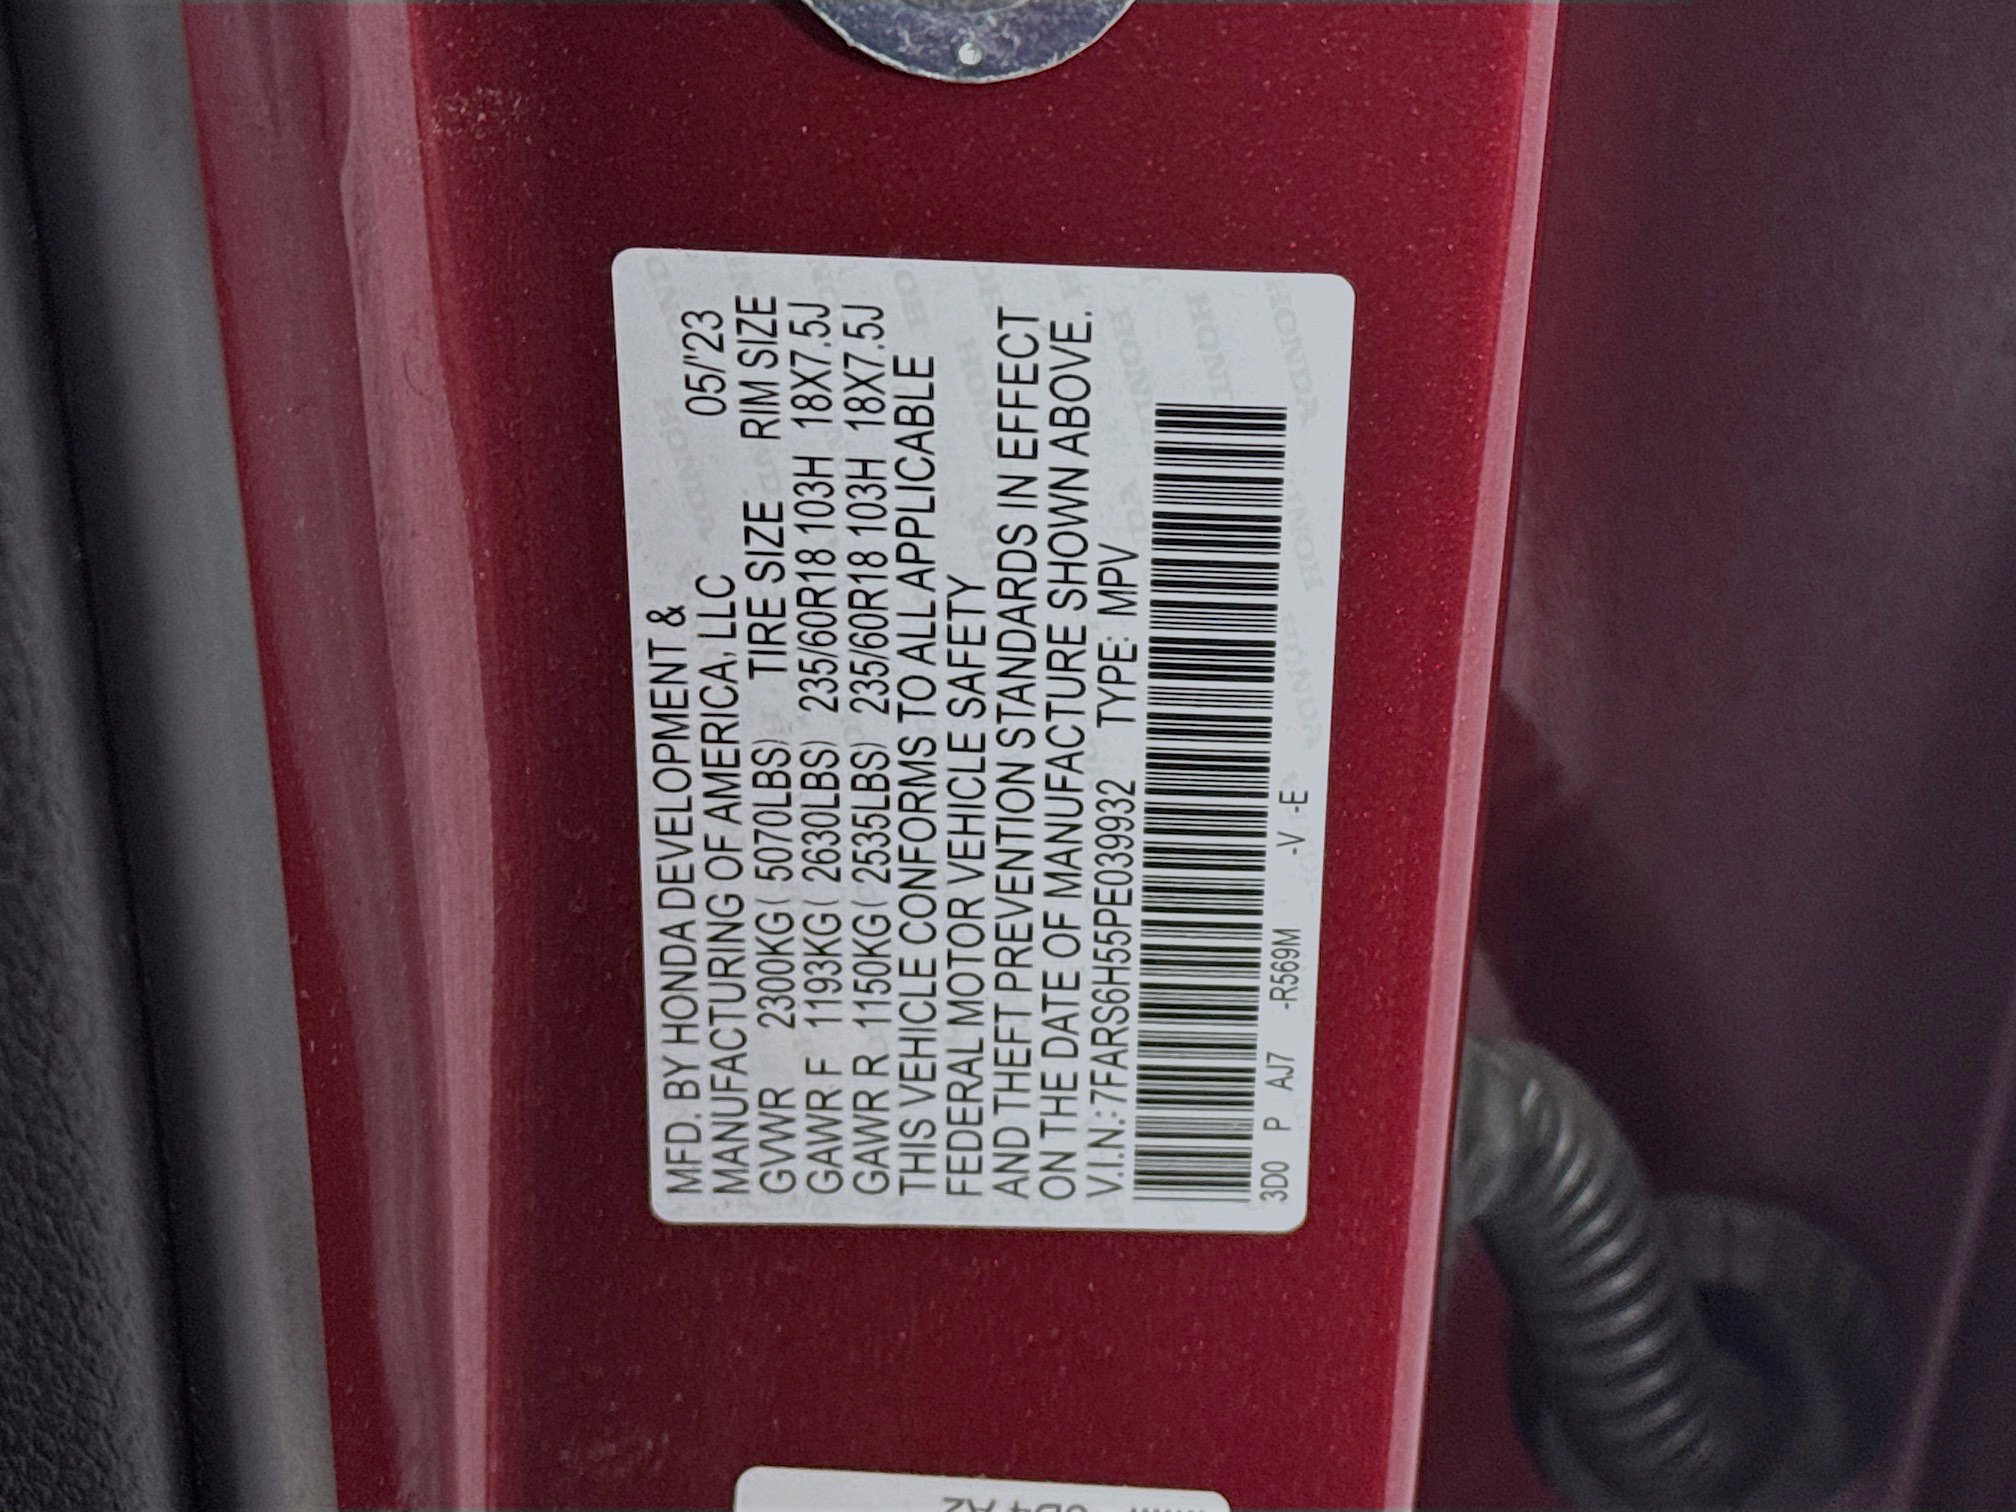 MFD. BY HONDA DEVELOPMENT &
MANUFACTURING OF AMERICA, LLC 05/'23
GVWR 2300KG( 5070LBS) TIRE SIZE RIM SIZE
GAWR F 1193KG( 2630LBS) 235/60R18 103H 18X7.5J
GAWR R 1150KG( 2535LBS) 235/60R18 103H 18X7.5J
THIS VEHICLE CONFORMS TO ALL APPLICABLE
FEDERAL MOTOR VEHICLE SAFETY
AND THEFT PREVENTION STANDARDS IN EFFECT
ON THE DATE OF MANUFACTURE SHOWN ABOVE.
V.I.N.:7FARS6H55PE039932 TYPE: MPV
3D0 P AJ7 -R569M -V -E